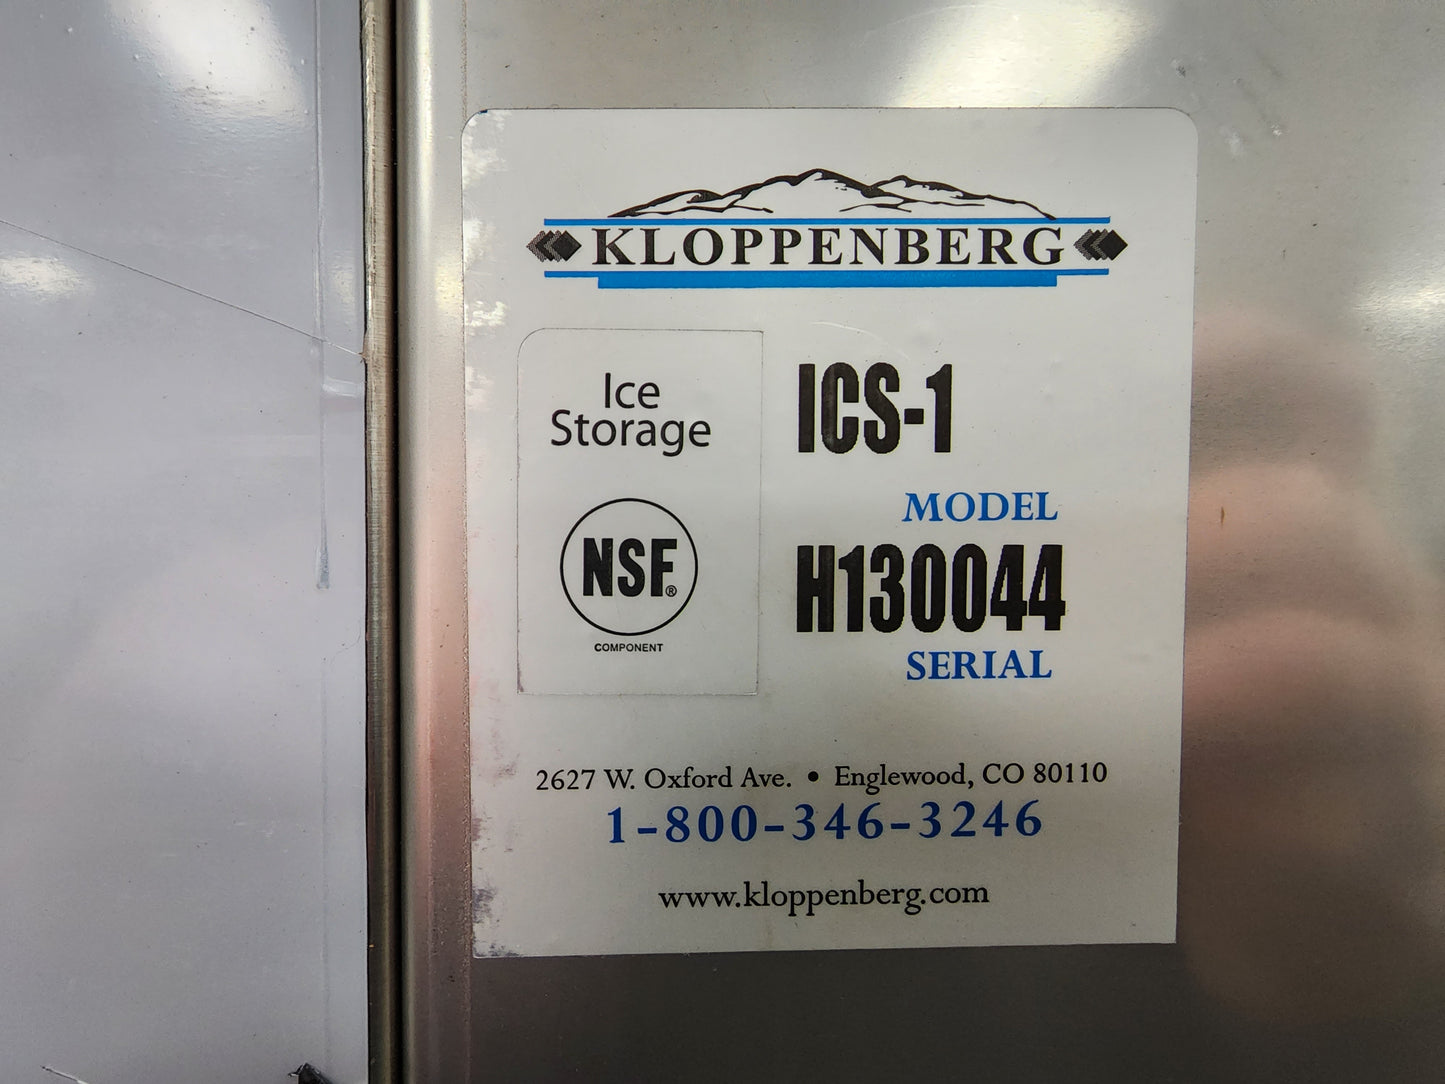 KLOPPENBERG
Ice
Storage
NSF®
COMPONENT
ICS-1
MODEL
H130044
SERIAL
2627 W. Oxford Ave. • Englewood, CO 80110
1-800-346-3246
www.kloppenberg.com